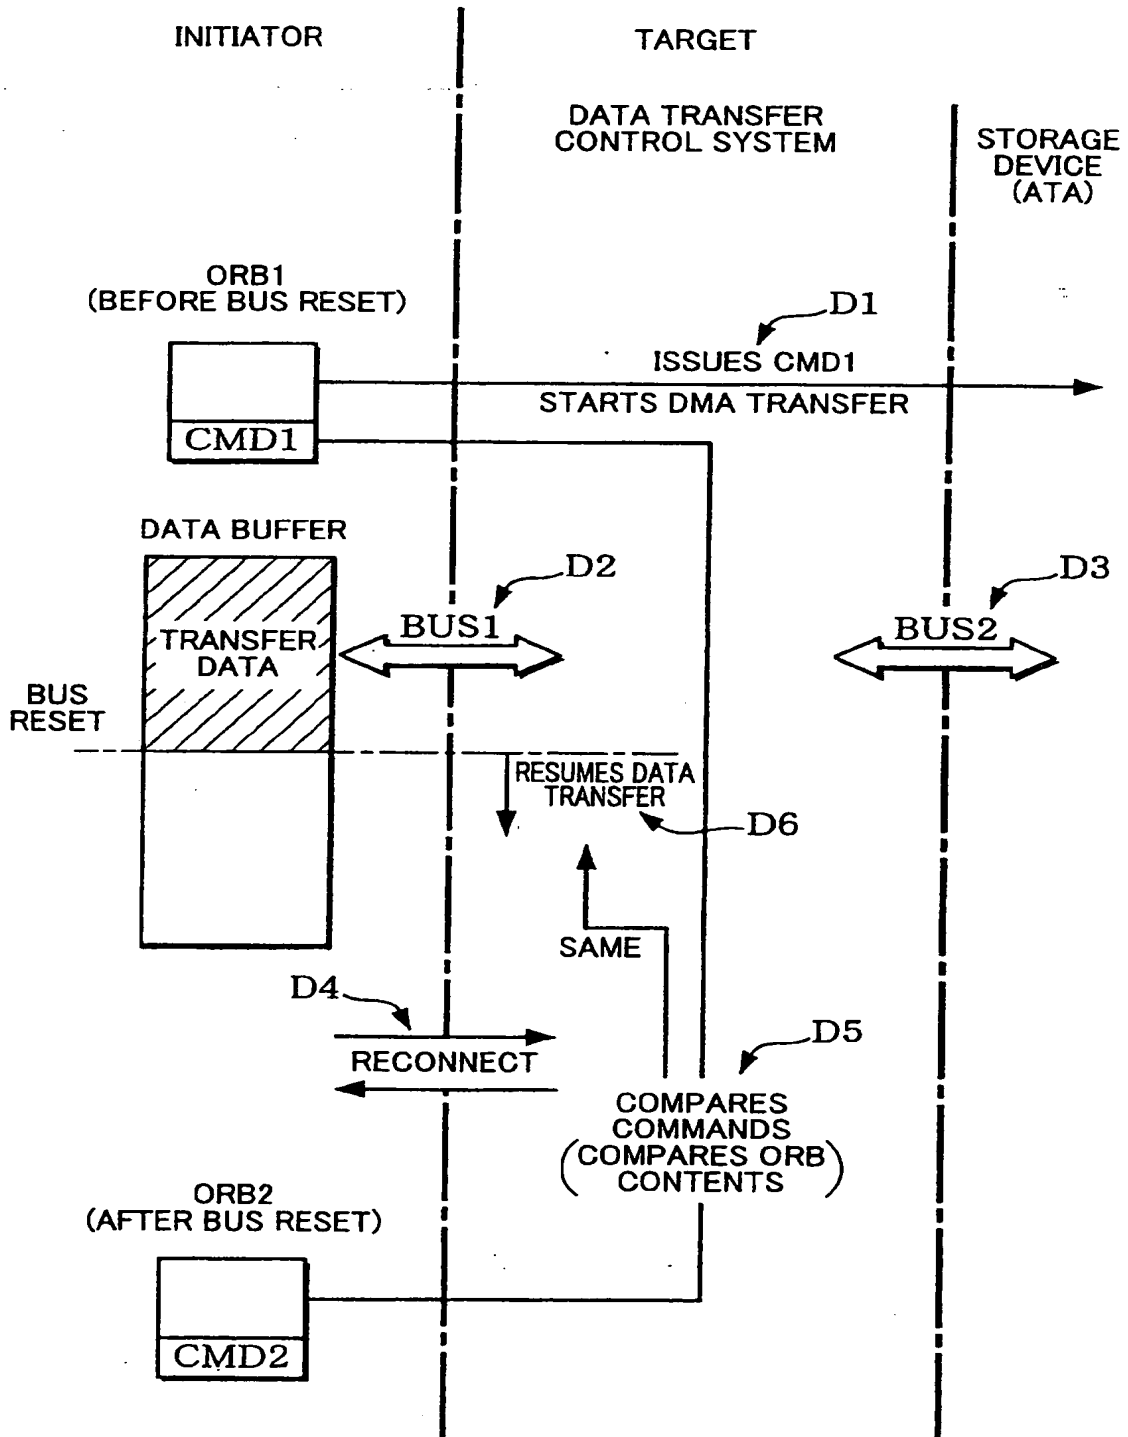 INITIATOR
TARGET
DATA TRANSFER
CONTROL SYSTEM
STORAGE
DEVICE
(ATA)
ORB1
(BEFORE BUS RESET)
D1
ISSUES CMD1
STARTS DMA TRANSFER
CMD1
DATA BUFFER
D2
D3
TRANSFER
DATA
BUS1
BUS2
BUS
RESET
RESUMES DATA
TRANSFER
D6
SAME
D4
RECONNECT
D5
COMPARES
COMMANDS
(COMPARES ORB
CONTENTS)
ORB2
(AFTER BUS RESET)
CMD2